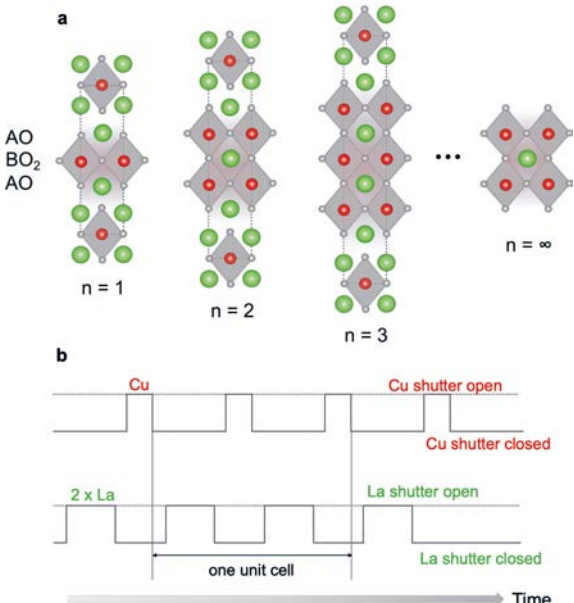 a
AO
BO2
AO
n = 1
n = 2
n = 3
•••
n = ∞
b
Cu
Cu shutter open
Cu shutter closed
2 x La
La shutter open
La shutter closed
one unit cell
Time